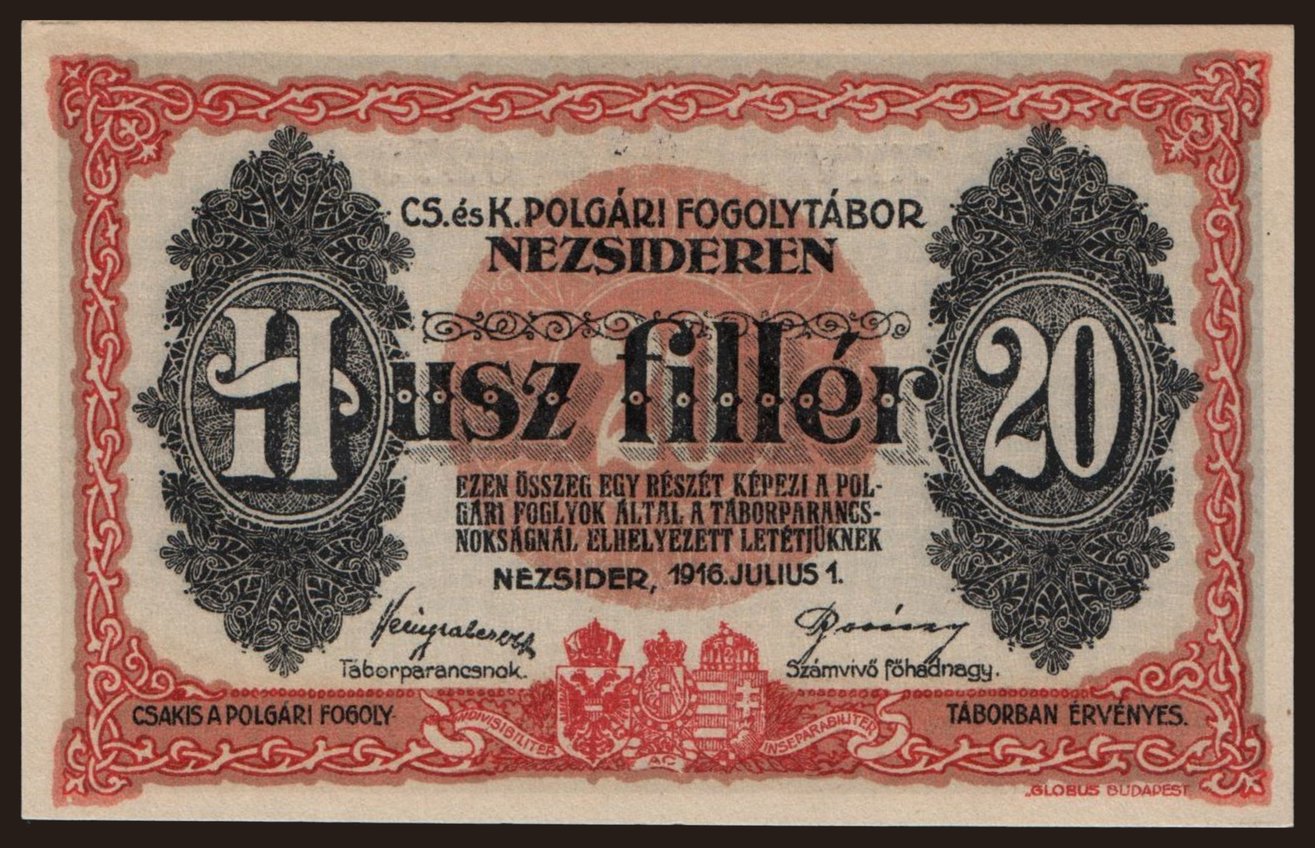 CS. és K. POLGÁRI FOGOLYTÁBOR
NEZSIDEREN
Husz fillér
20
20
EZEN ÖSSZEG EGY RÉSZÉT KÉPEZI A POL-
GÁRI FOGLYOK ÁLTAL A TÁBORPARANCS-
NOKSÁGNÁL ELHELYEZETT LETÉTJÜKNEK
NEZSIDER, 1916. JULIUS 1.
Táborparancsnok.
Számvivő főhadnagy.
CSAKIS A POLGÁRI FOGOLY-
TÁBORBAN ÉRVÉNYES.
INDIVISIBILITER
INSEPARABILITER
„GLOBUS BUDAPEST